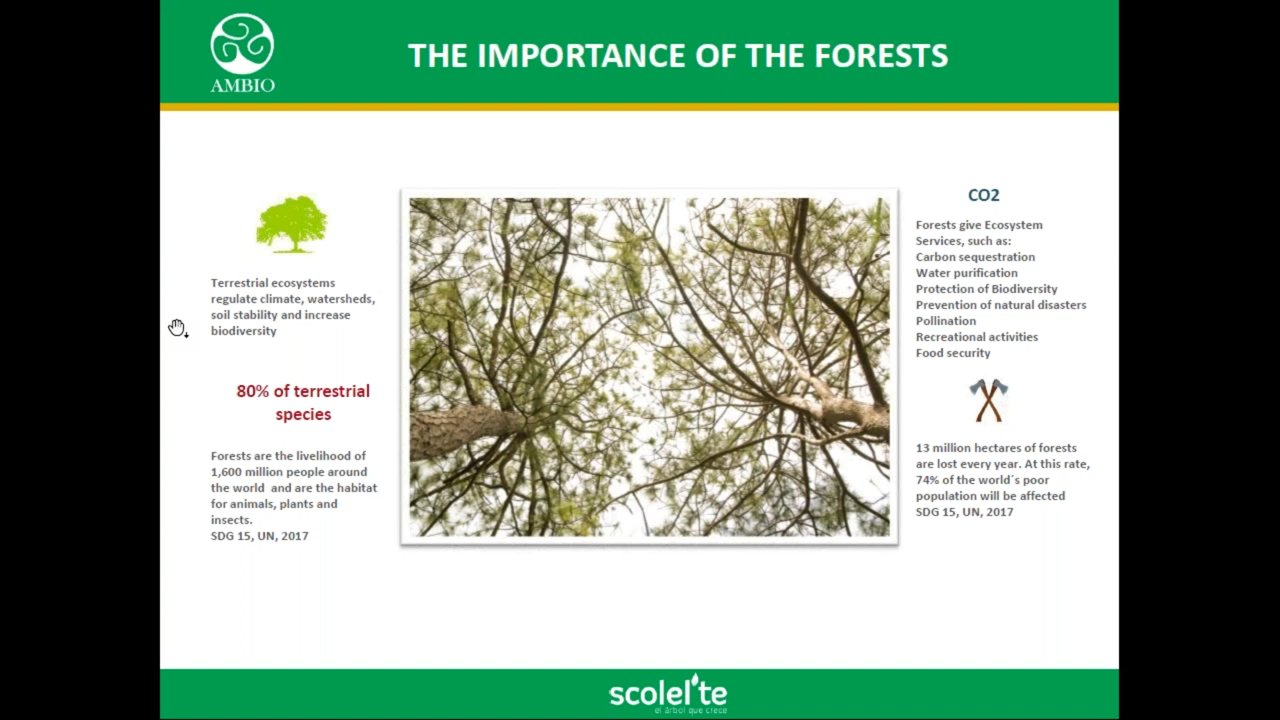 AMBIO
THE IMPORTANCE OF THE FORESTS
Terrestrial ecosystems
regulate climate, watersheds,
soil stability and increase
biodiversity
80% of terrestrial
species
Forests are the livelihood of
1,600 million people around
the world and are the habitat
for animals, plants and
insects.
SDG 15, UN, 2017
CO2
Forests give Ecosystem
Services, such as:
Carbon sequestration
Water purification
Protection of Biodiversity
Prevention of natural disasters
Pollination
Recreational activities
Food security
13 million hectares of forests
are lost every year. At this rate,
74% of the world´s poor
population will be affected
SDG 15, UN, 2017
scolel'te
el árbol que crece